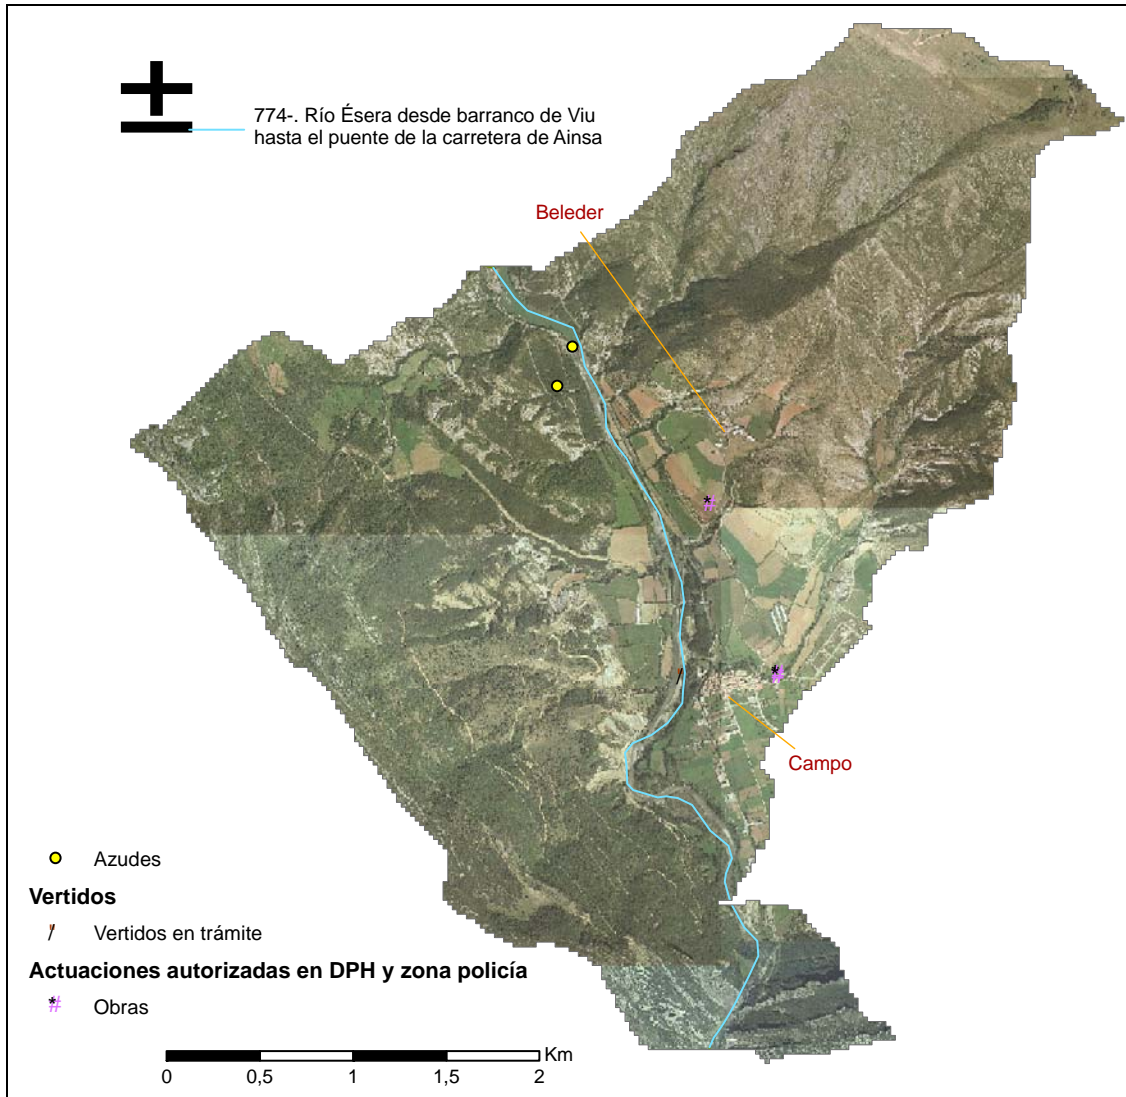 774-. Río Ésera desde barranco de Viu
hasta el puente de la carretera de Ainsa
Beleder
Campo
Azudes
Vertidos
Vertidos en trámite
Actuaciones autorizadas en DPH y zona policía
Obras
Km
0 0,5 1 1,5 2